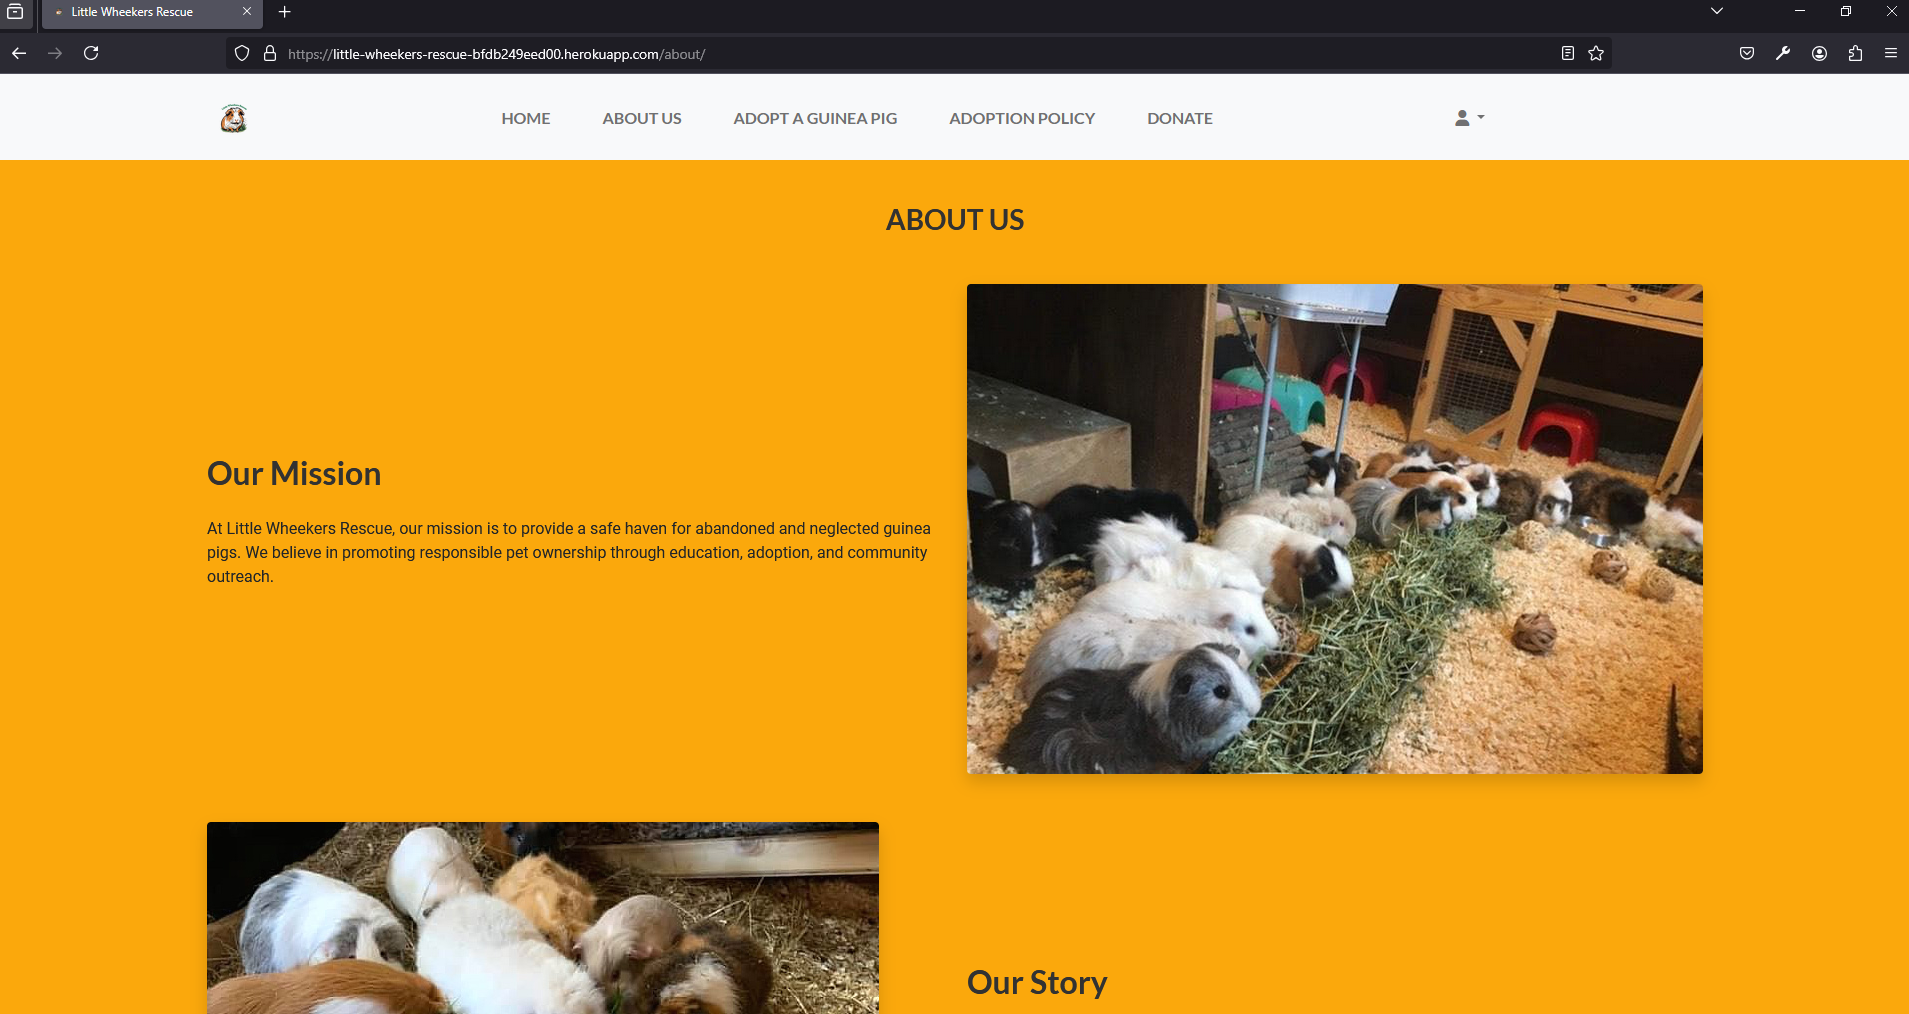 Little Wheekers Rescue
https://little-wheekers-rescue-bfdb249eed00.herokuapp.com/about/
HOME ABOUT US ADOPT A GUINEA PIG ADOPTION POLICY DONATE
ABOUT US
Our Mission
At Little Wheekers Rescue, our mission is to provide a safe haven for abandoned and neglected guinea
pigs. We believe in promoting responsible pet ownership through education, adoption, and community
outreach.
Our Story